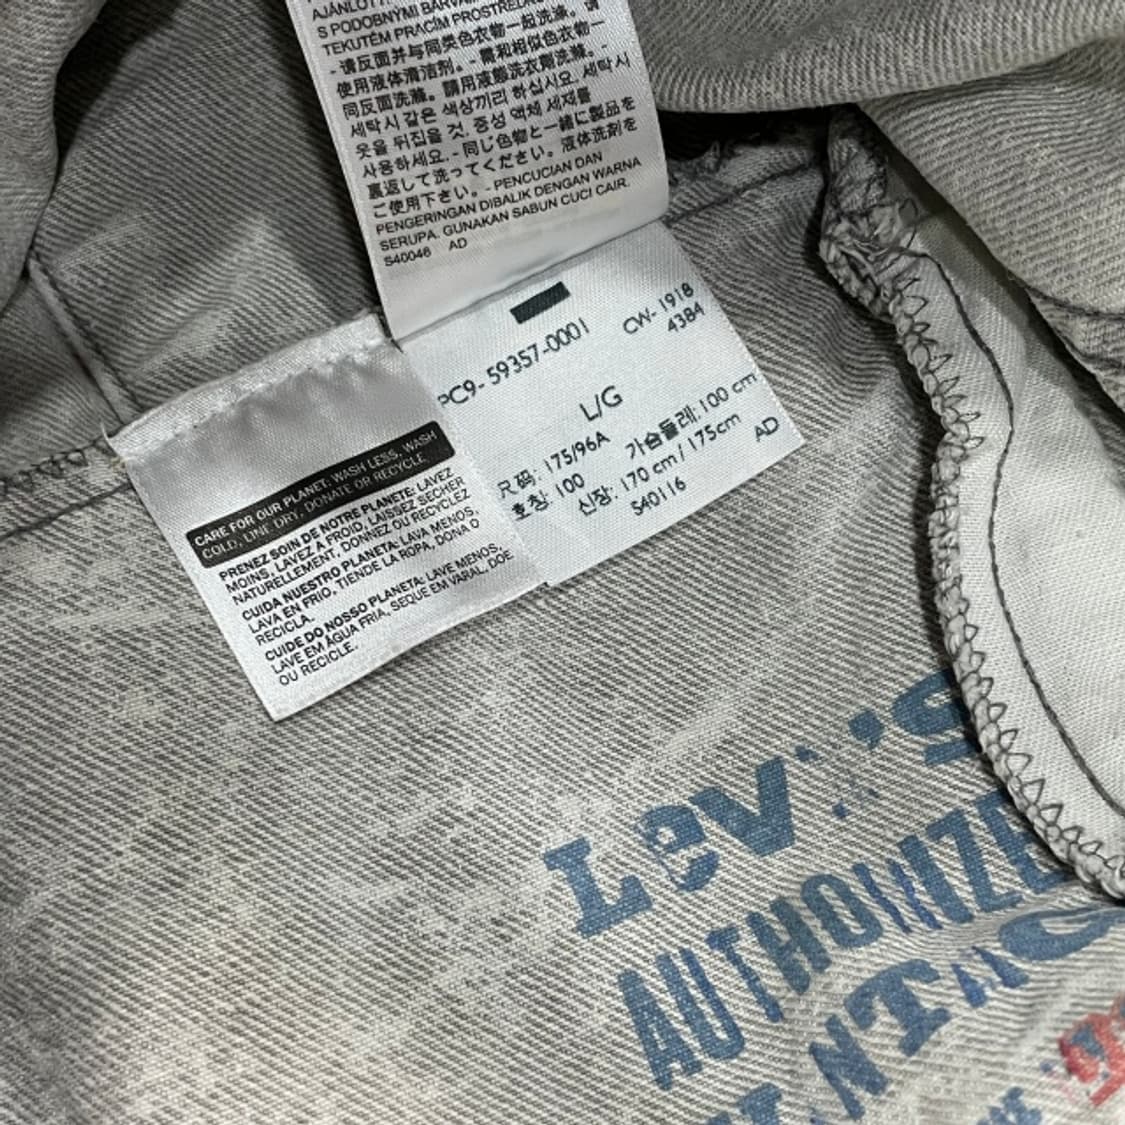 S PODOBNÝMI BARVAM
TEKUTÉM PRACÍM PROSTŘEDKU
- 请反面并与同类色衣物一起洗涤。请
使用液体清洁剂。- 需和相似色衣物一
同反面洗滌。請用液態洗衣劑洗滌。-
세탁시 같은 색상끼리 하십시요. 세탁시
옷을 뒤집을 것. 중성 액체 세제를
사용하세요. - 同じ色物と一緒に製品を
裏返して洗ってください。液体洗剤を
ご使用下さい。- PENCUCIAN DAN
PENGERINGAN DIBALIK DENGAN WARNA
SERUPA. GUNAKAN SABUN CUCI CAIR.
S40046 AD
PC9-59357-0001
CW-1918
4384
L/G
尺码: 175/96A
가슴둘레:100 cm
호칭: 100
신장: 170 cm / 175cm
S40116
AD
CARE FOR OUR PLANET: WASH LESS, WASH
COLD, LINE DRY, DONATE OR RECYCLE.
PRENEZ SOIN DE NOTRE PLANETE: LAVEZ
MOINS, LAVEZ A FROID, LAISSEZ SECHER
NATURELLEMENT, DONNEZ OU RECYCLEZ
CUIDA NUESTRO PLANETA: LAVA MENOS,
LAVA EN FRIO, TIENDE LA ROPA, DONA O
RECICLA.
CUIDE DO NOSSO PLANETA: LAVE MENOS,
LAVE EM ÁGUA FRIA, SEQUE EM VARAL, DOE
OU RECICLE.
Levi's
AUTHORIZE